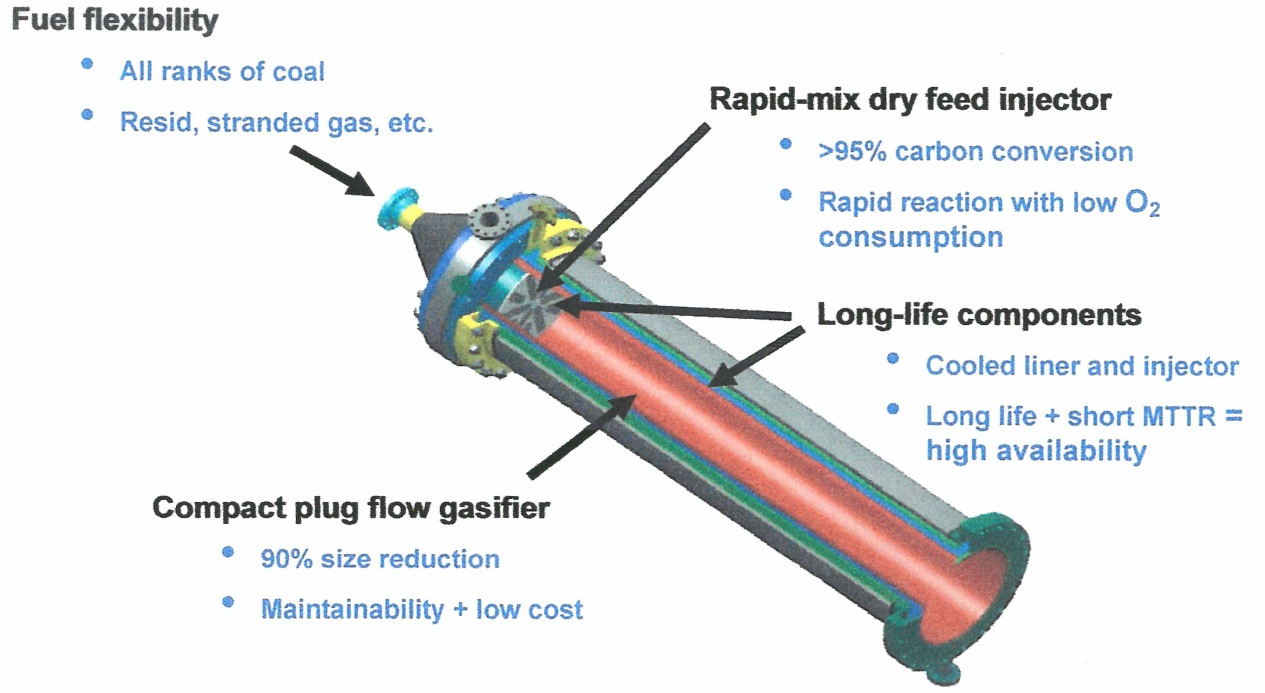 Fuel flexibility
• All ranks of coal
• Resid, stranded gas, etc.
Rapid-mix dry feed injector
• >95% carbon conversion
• Rapid reaction with low O₂
consumption
Long-life components
• Cooled liner and injector
• Long life + short MTTR =
high availability
Compact plug flow gasifier
• 90% size reduction
• Maintainability + low cost